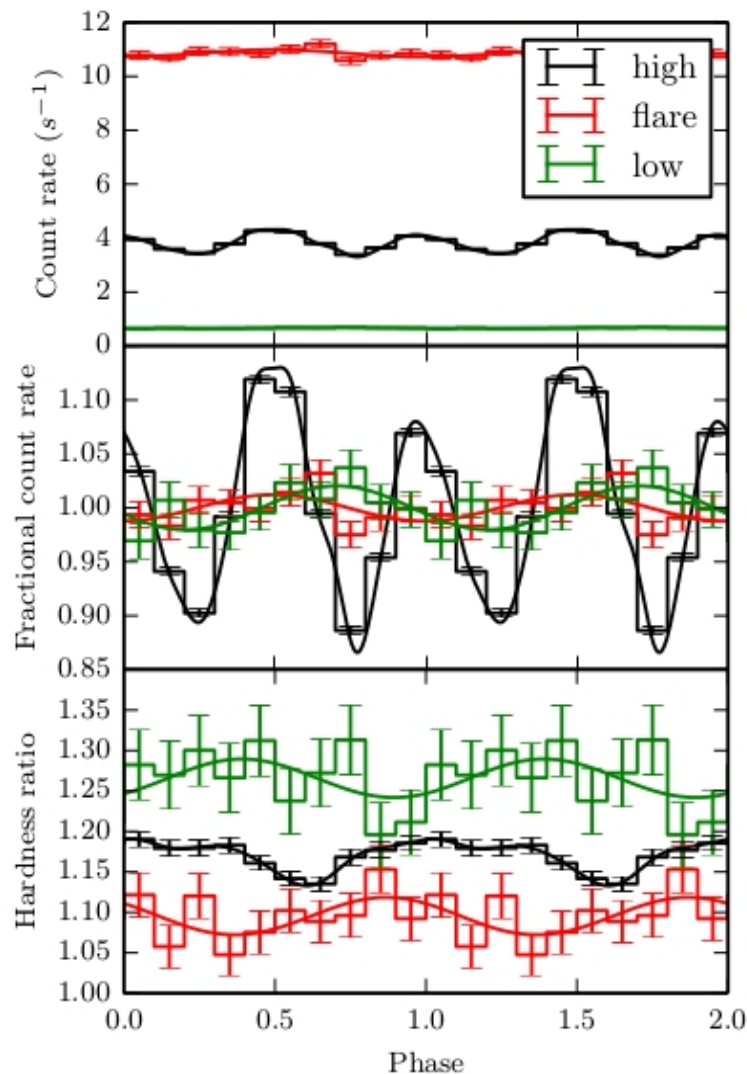 12
10
8
6
4
2
0
Count rate (s⁻¹)
high
flare
low
1.10
1.05
1.00
0.95
0.90
0.85
Fractional count rate
1.35
1.30
1.25
1.20
1.15
1.10
1.05
1.00
Hardness ratio
0.0 0.5 1.0 1.5 2.0
Phase